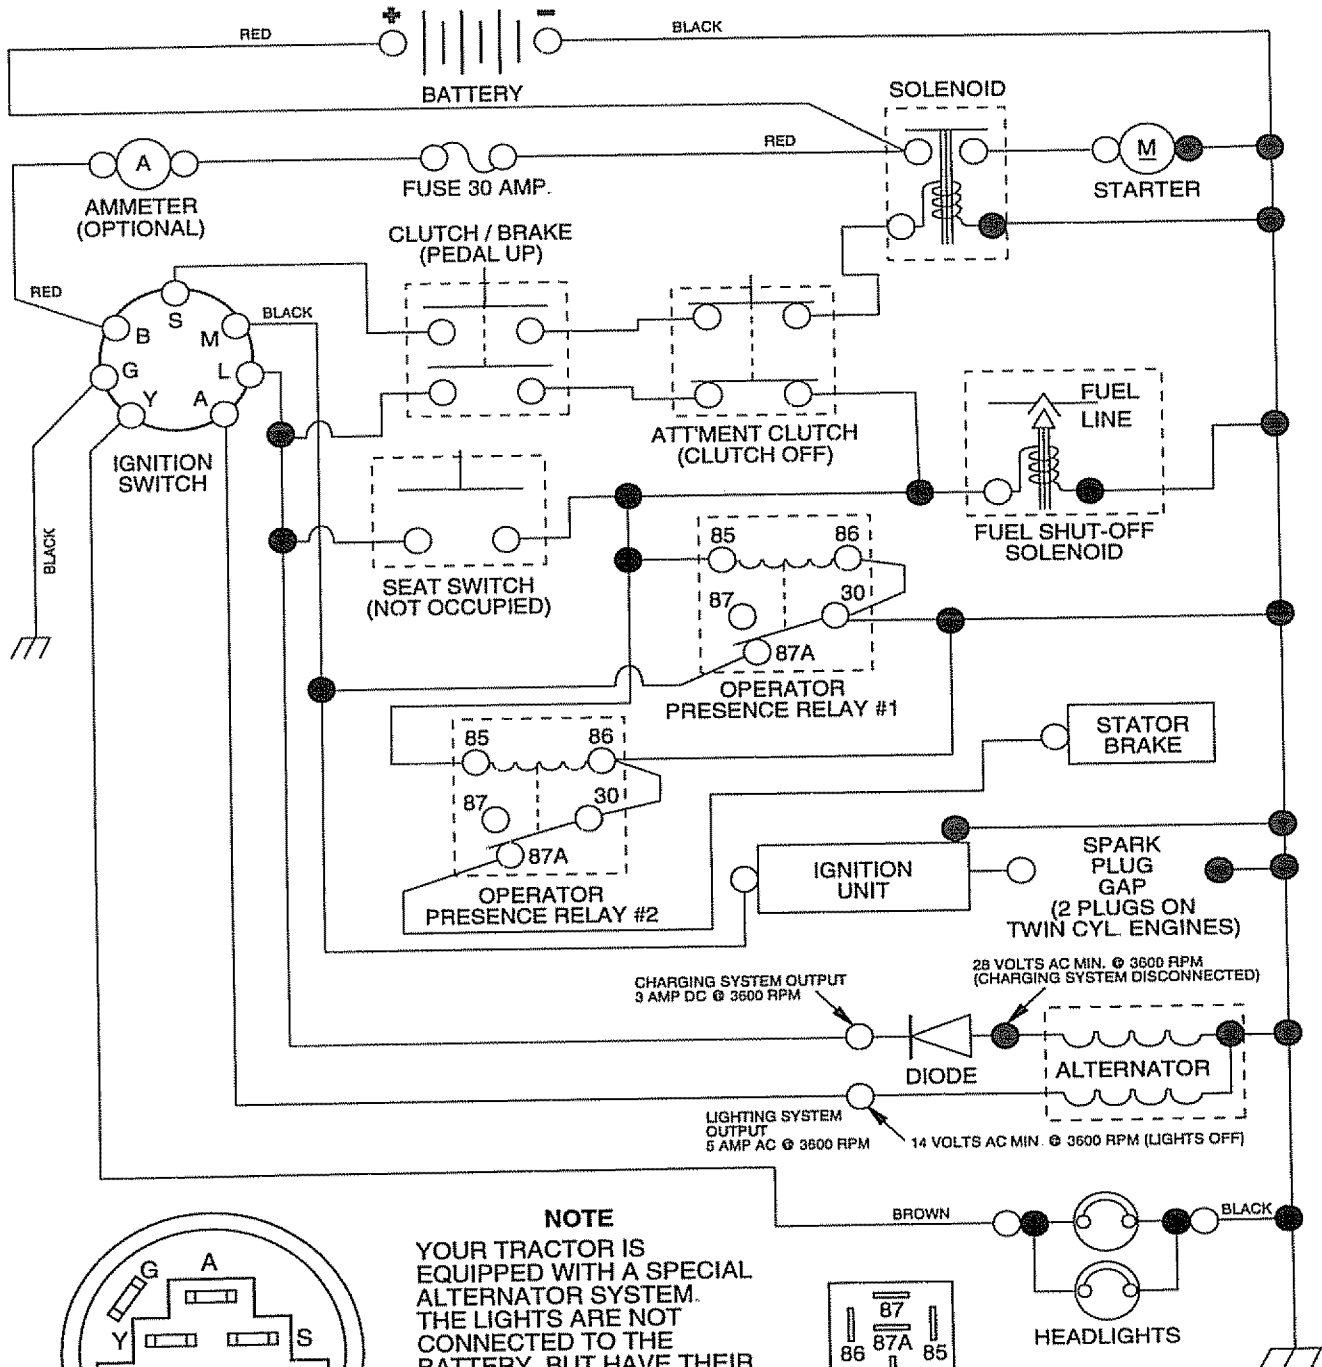 + −
RED
BLACK
BATTERY
SOLENOID
A
RED
M
AMMETER
(OPTIONAL)
FUSE 30 AMP.
STARTER
CLUTCH / BRAKE
(PEDAL UP)
RED
S
BLACK
B
M
G
L
Y
A
IGNITION
SWITCH
ATT'MENT CLUTCH
(CLUTCH OFF)
FUEL
LINE
FUEL SHUT-OFF
SOLENOID
BLACK
SEAT SWITCH
(NOT OCCUPIED)
85
86
87
30
87A
OPERATOR
PRESENCE RELAY #1
STATOR
BRAKE
85
86
87
30
87A
OPERATOR
PRESENCE RELAY #2
IGNITION
UNIT
SPARK
PLUG
GAP
(2 PLUGS ON
TWIN CYL. ENGINES)
CHARGING SYSTEM OUTPUT
3 AMP DC @ 3600 RPM
28 VOLTS AC MIN. @ 3600 RPM
(CHARGING SYSTEM DISCONNECTED)
DIODE
ALTERNATOR
LIGHTING SYSTEM
OUTPUT
5 AMP AC @ 3600 RPM
14 VOLTS AC MIN. @ 3600 RPM (LIGHTS OFF)
BROWN
BLACK
HEADLIGHTS
G
A
Y
S
NOTE
YOUR TRACTOR IS
EQUIPPED WITH A SPECIAL
ALTERNATOR SYSTEM.
THE LIGHTS ARE NOT
CONNECTED TO THE
BATTERY, BUT HAVE THEIR
87
87A
86
85